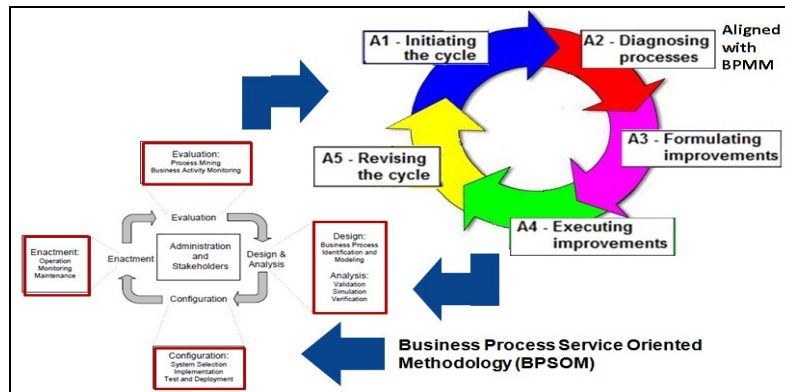 A1 - Initiating
the cycle
A2 - Diagnosing
processes
Aligned
with
BPMM
A3 - Formulating
improvements
A4 - Executing
improvements
A5 - Revising
the cycle
Evaluation:
Process Mining
Business Activity Monitoring
Evaluation
Enactment:
Operation
Monitoring
Maintenance
Enactment
Administration
and
Stakeholders
Design &
Analysis
Design:
Business Process
Identification and
Modeling
Analysis:
Validation
Simulation
Verification
Configuration
Configuration:
System Selection
Implementation
Test and Deployment
Business Process Service Oriented
Methodology (BPSOM)